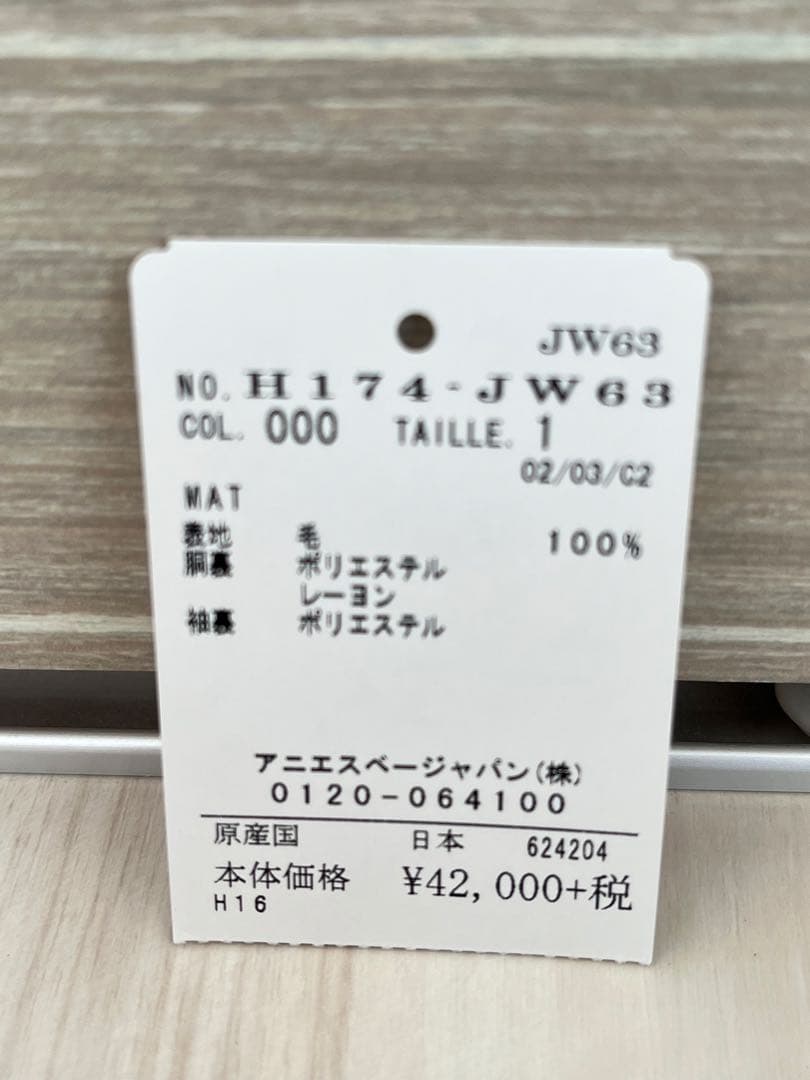 JW63
NO. H174-JW63
COL. 000 TAILLE. 1
02/03/C2
MAT
表地 毛 100%
胴裏 ポリエステル
レーヨン
袖裏 ポリエステル
アニエスベージャパン(株)
0120-064100
原産国 日本 624204
本体価格 ¥42,000+税
H16